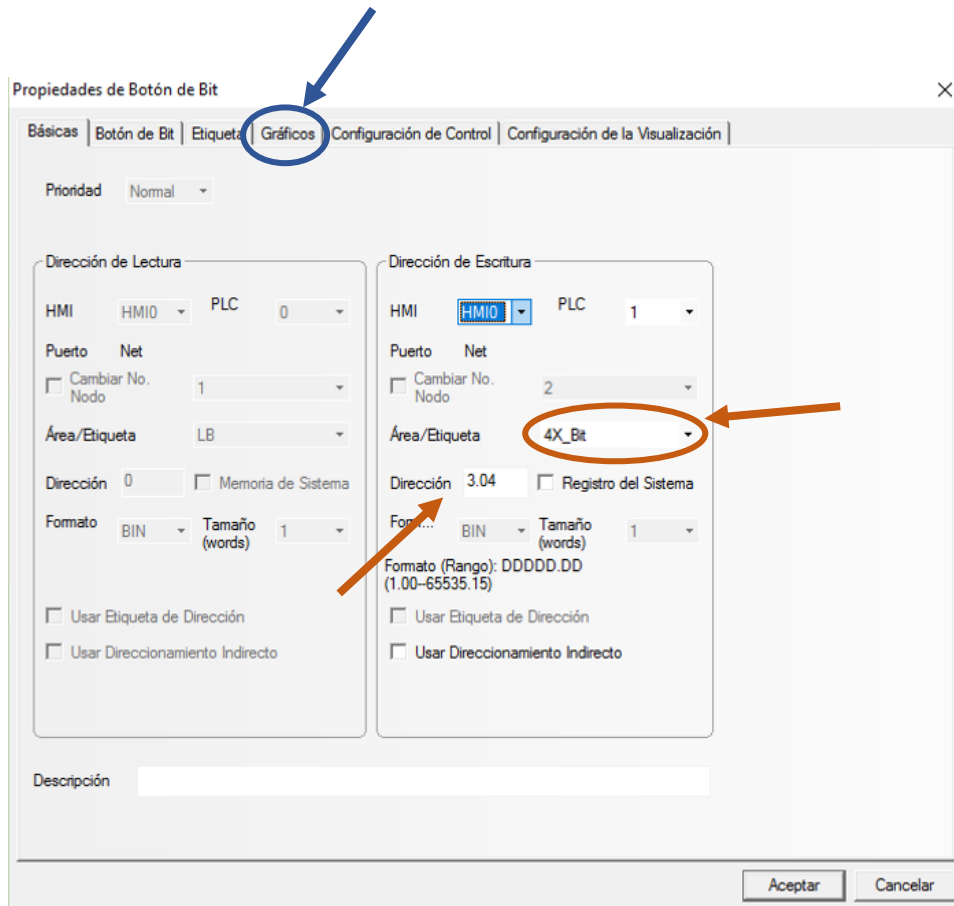 Propiedades de Botón de Bit
Básicas Botón de Bit Etiqueta Gráficos Configuración de Control Configuración de la Visualización
Prioridad Normal
Dirección de Lectura
HMI HMI0 PLC 0
Puerto Net
Cambiar No. Nodo 1
Área/Etiqueta LB
Dirección 0 Memoria de Sistema
Formato BIN Tamaño (words) 1
Usar Etiqueta de Dirección
Usar Direccionamiento Indirecto
Dirección de Escritura
HMI HMI0 PLC 1
Puerto Net
Cambiar No. Nodo 2
Área/Etiqueta 4X_Bit
Dirección 3.04 Registro del Sistema
Form... BIN Tamaño (words) 1
Formato (Rango): DDDDD.DD
(1.00--65535.15)
Usar Etiqueta de Dirección
Usar Direccionamiento Indirecto
Descripción
Aceptar Cancelar